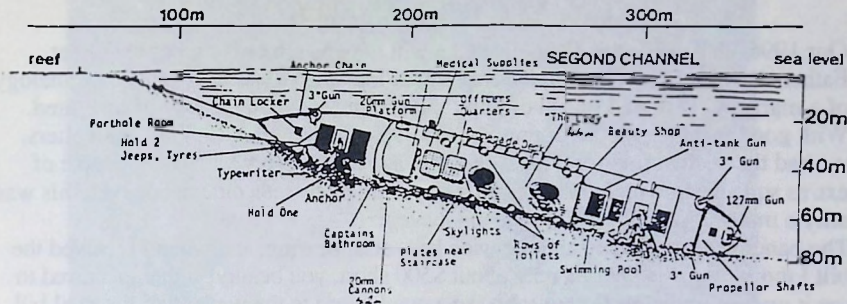 100m 200m 300m
reef
SEGOND CHANNEL
sea level
Anchor Chain
Medical Supplies
Chain Locker
3"Gun
20mm Gun
Platform
Officers
Quarters
"The Lady"
Beauty Shop
Anti-tank Gun
3" Gun
127mm Gun
Porthole Room
Hold 2
Jeeps, Tyres
Typewriter
Hold One
Anchor
Captains
Bathroom
20mm
Cannons
Plates near
Staircase
Skylights
Rows of
Toilets
Swimming Pool
3" Gun
Propellor Shafts
20m
40m
60m
80m